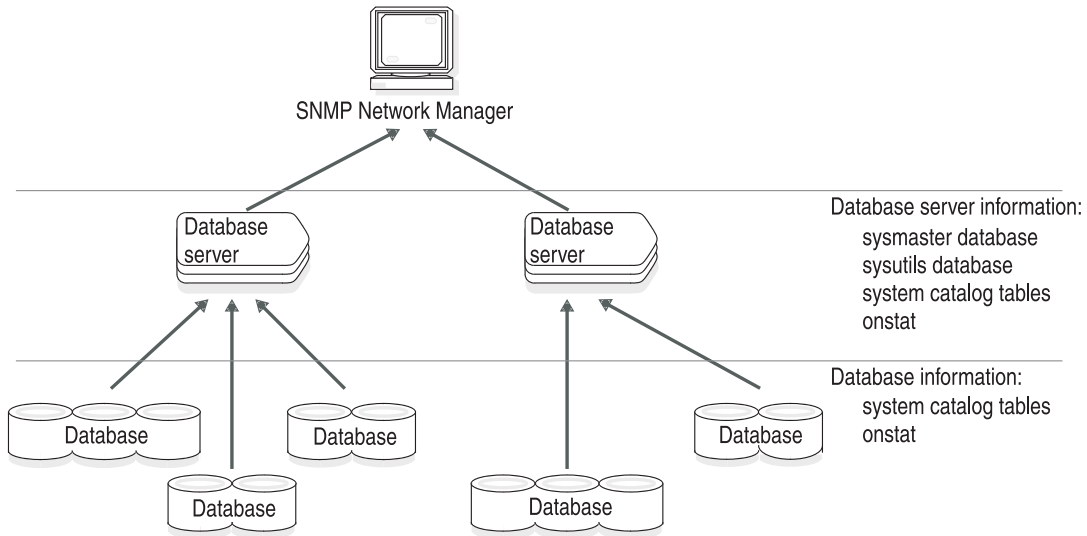 SNMP Network Manager
Database
server
Database
server
Database server information:
sysmaster database
sysutils database
system catalog tables
onstat
Database information:
system catalog tables
onstat
Database
Database
Database
Database
Database